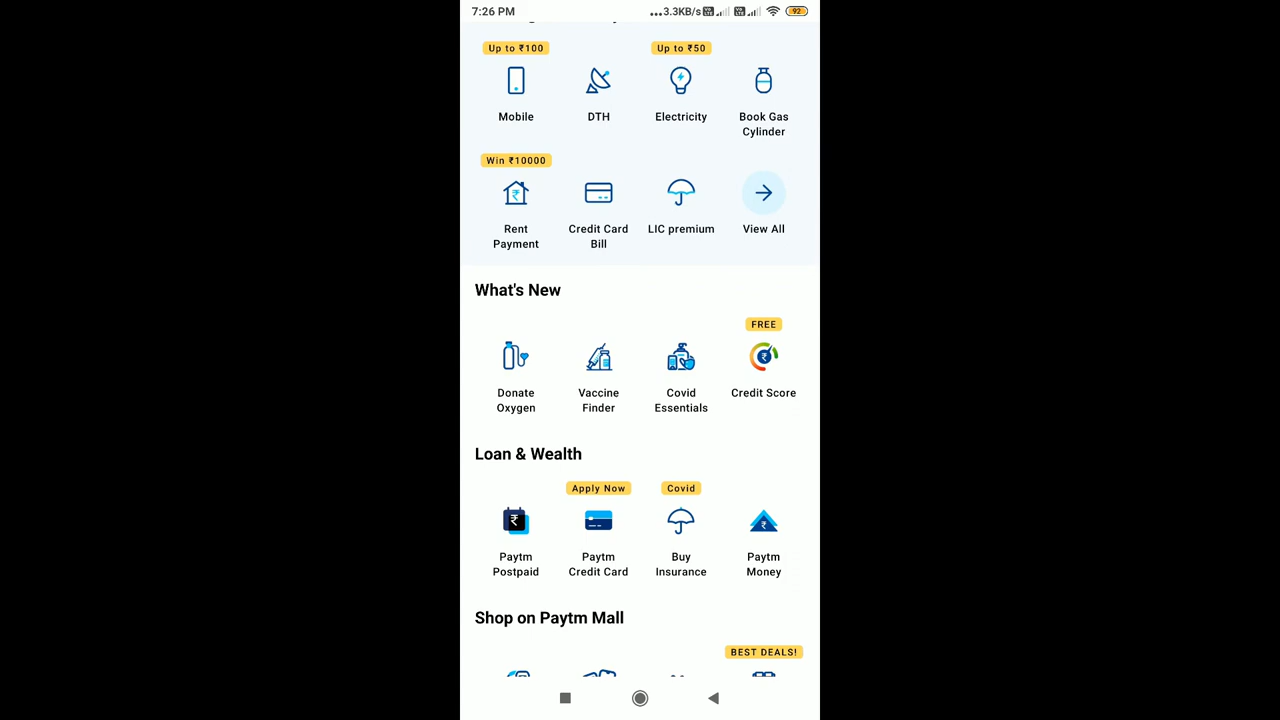 7:26 PM
...3.3KB/s
92
Up to ₹100
Up to ₹50
Mobile
DTH
Electricity
Book Gas
Cylinder
Win ₹10000
Rent
Payment
Credit Card
Bill
LIC premium
View All
What's New
FREE
Donate
Oxygen
Vaccine
Finder
Covid
Essentials
Credit Score
Loan & Wealth
Apply Now
Covid
Paytm
Postpaid
Paytm
Credit Card
Buy
Insurance
Paytm
Money
Shop on Paytm Mall
BEST DEALS!